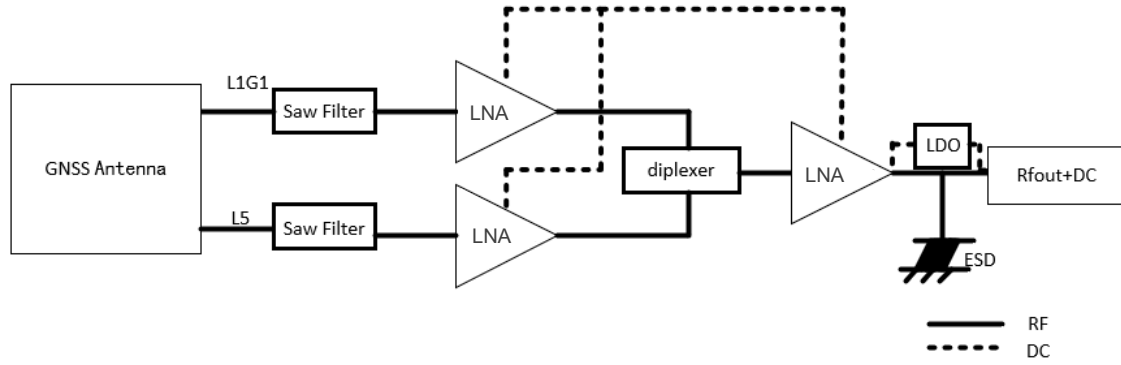 L1G1
Saw Filter
LNA
GNSS Antenna
diplexer
LNA
LDO
Rfout+DC
L5
Saw Filter
LNA
ESD
RF
DC